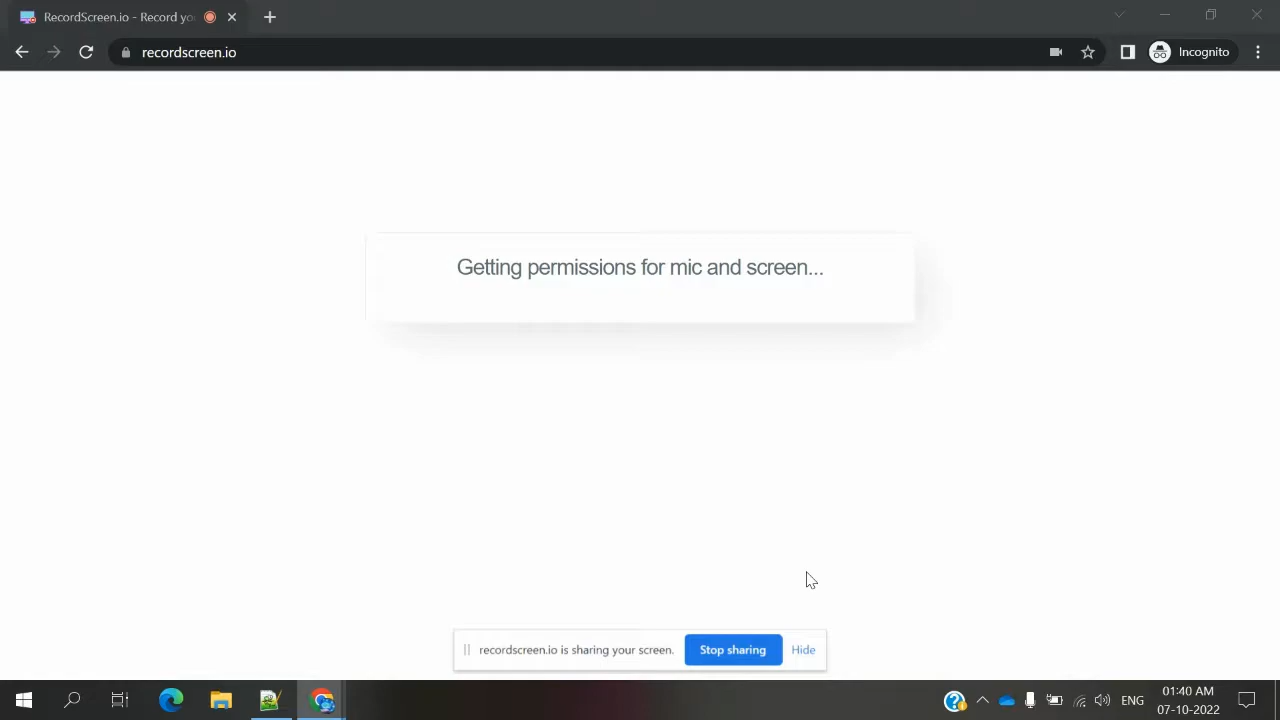 RecordScreen.io - Record yo
recordscreen.io
Incognito
Getting permissions for mic and screen...
recordscreen.io is sharing your screen.
Stop sharing
Hide
ENG
01:40 AM
07-10-2022